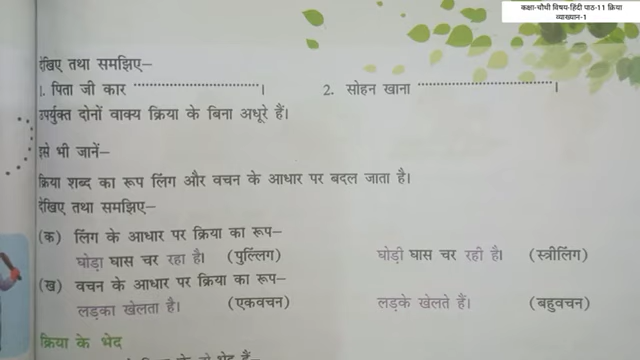 कक्षा-चौथी विषय-हिंदी पाठ-11 क्रिया
व्याख्यान-1
देखिए तथा समझिए–
1. पिता जी कार ....................................। 2. सोहन खाना ....................................।
उपर्युक्त दोनों वाक्य क्रिया के बिना अधूरे हैं।
इसे भी जानें–
क्रिया शब्द का रूप लिंग और वचन के आधार पर बदल जाता है।
देखिए तथा समझिए–
(क) लिंग के आधार पर क्रिया का रूप–
घोड़ा घास चर रहा है। (पुल्लिंग) घोड़ी घास चर रही है। (स्त्रीलिंग)
(ख) वचन के आधार पर क्रिया का रूप–
लड़का खेलता है। (एकवचन) लड़के खेलते हैं। (बहुवचन)
क्रिया के भेद